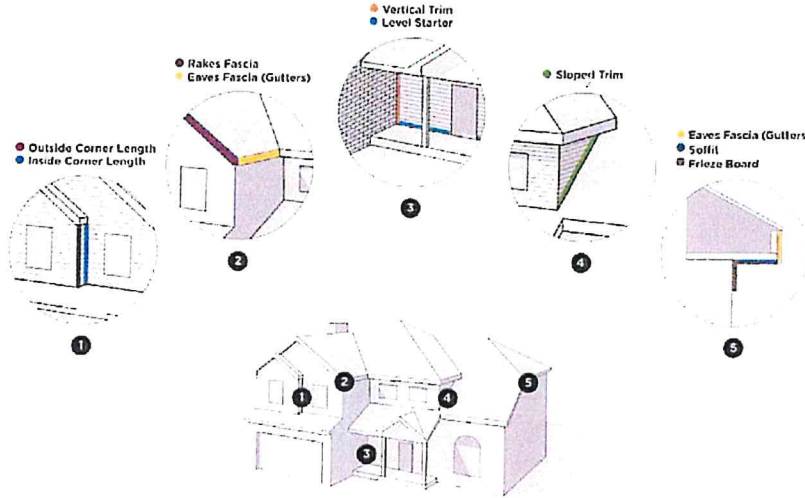 Vertical Trim
Level Starter
Rakes Fascia
Eaves Fascia (Gutters)
Sloped Trim
Outside Corner Length
Inside Corner Length
Eaves Fascia (Gutters
Soffit
Frieze Board
1
2
3
4
5
1
2
3
4
5